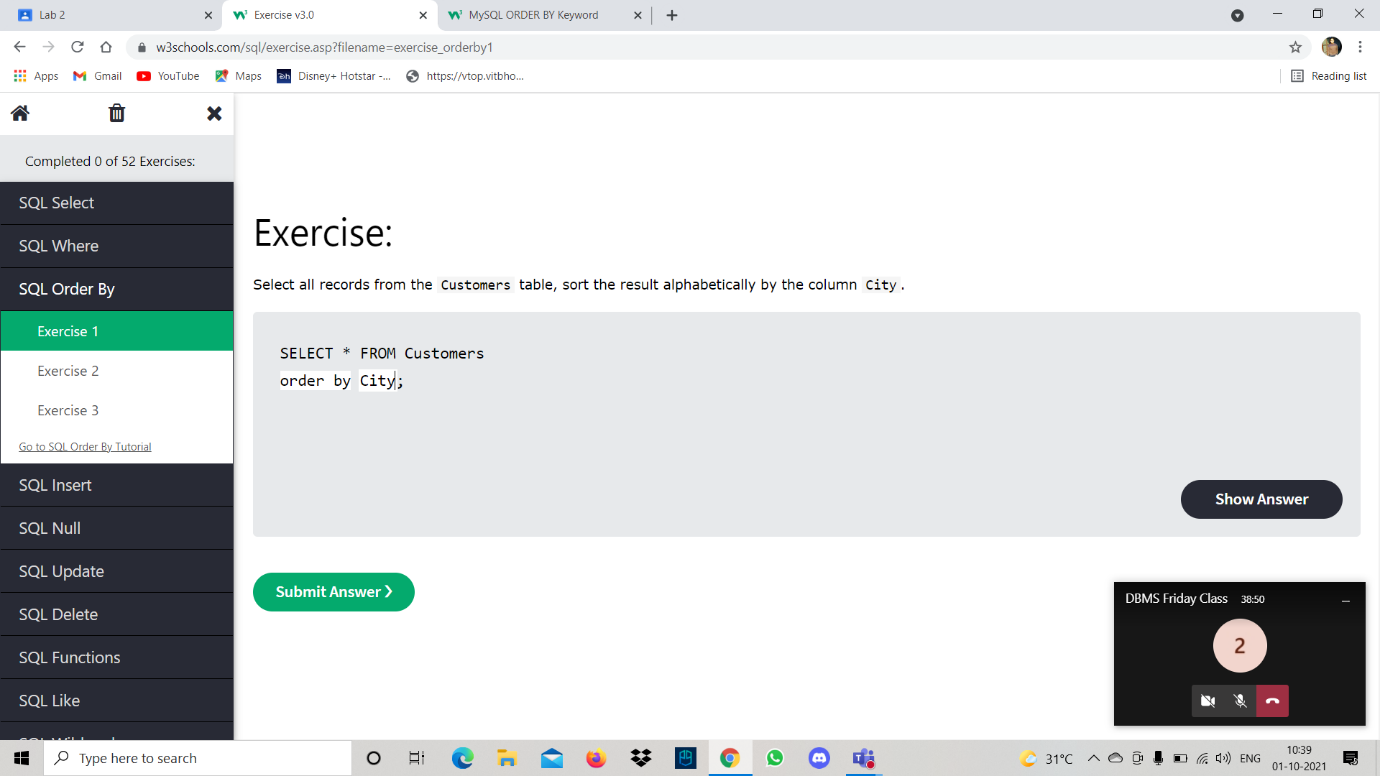 Lab 2
Exercise v3.0
MySQL ORDER BY Keyword
w3schools.com/sql/exercise.asp?filename=exercise_orderby1
Apps
Gmail
YouTube
Maps
Disney+ Hotstar -...
https://vtop.vitbho...
Reading list
Completed 0 of 52 Exercises:
SQL Select
SQL Where
SQL Order By
Exercise 1
Exercise 2
Exercise 3
Go to SQL Order By Tutorial
SQL Insert
SQL Null
SQL Update
SQL Delete
SQL Functions
SQL Like
Exercise:
Select all records from the Customers table, sort the result alphabetically by the column City.
SELECT * FROM Customers
order by City;
Show Answer
Submit Answer ❯
DBMS Friday Class 38:50
2
Type here to search
31°C
ENG
10:39
01-10-2021